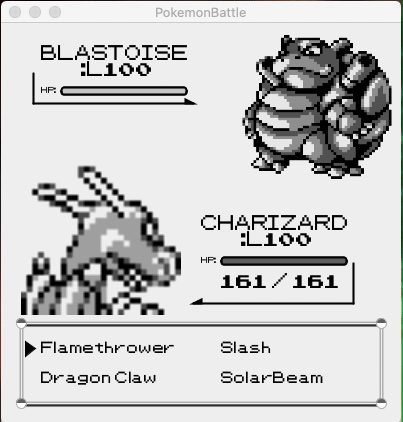 PokemonBattle
BLASTOISE
:L100
HP:
CHARIZARD
:L100
HP:
161 / 161
Flamethrower Slash
Dragon Claw SolarBeam